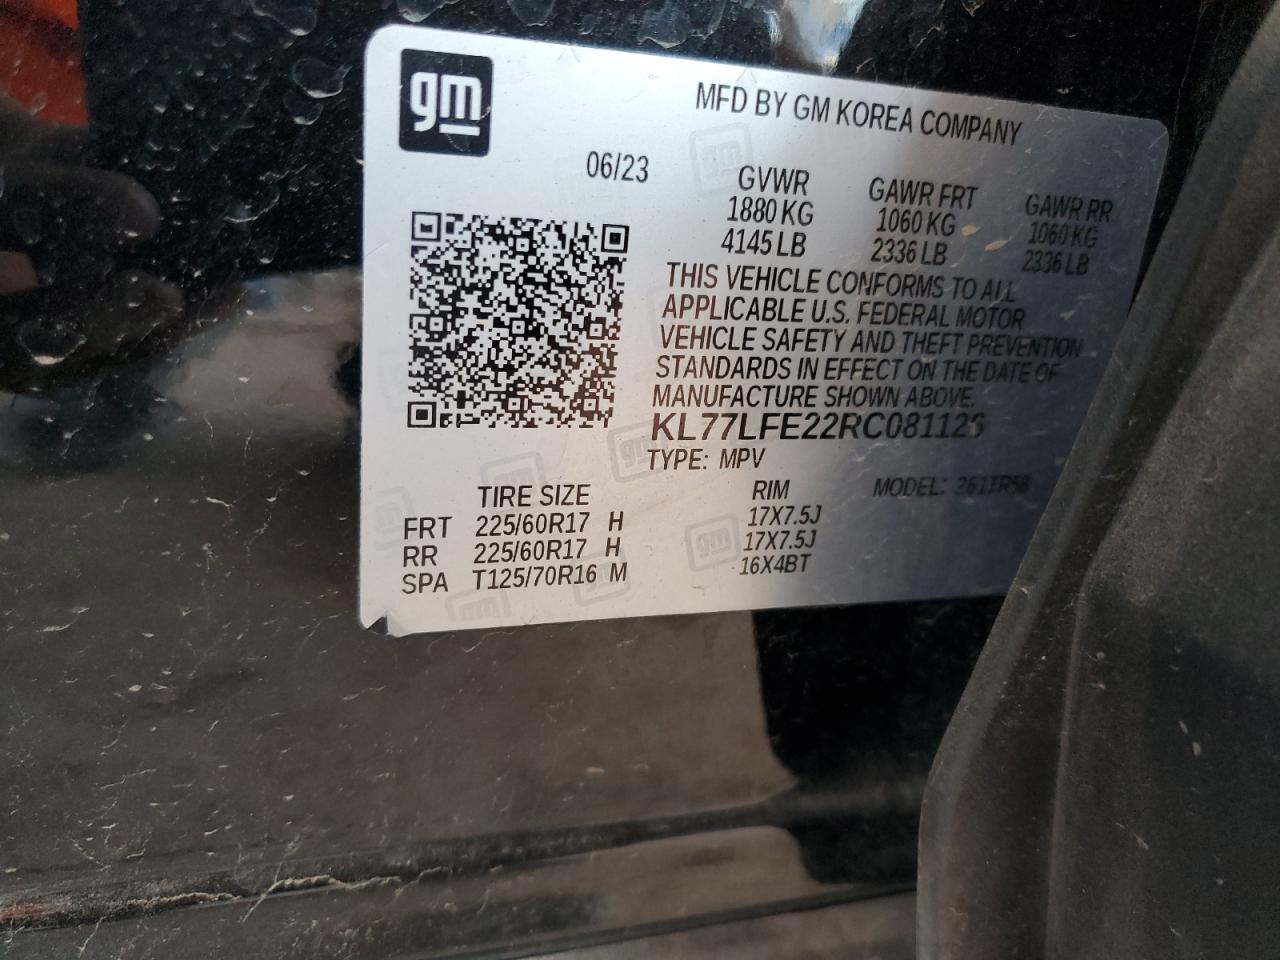 gm
MFD BY GM KOREA COMPANY
06/23
GVWR GAWR FRT GAWR RR
1880 KG 1060 KG 1060 KG
4145 LB 2336 LB 2336 LB
THIS VEHICLE CONFORMS TO ALL
APPLICABLE U.S. FEDERAL MOTOR
VEHICLE SAFETY AND THEFT PREVENTION
STANDARDS IN EFFECT ON THE DATE OF
MANUFACTURE SHOWN ABOVE.
KL77LFE22RC081126
TYPE: MPV
TIRE SIZE RIM MODEL: 261TR58
FRT 225/60R17 H 17X7.5J
RR 225/60R17 H 17X7.5J
SPA T125/70R16 M 16X4BT